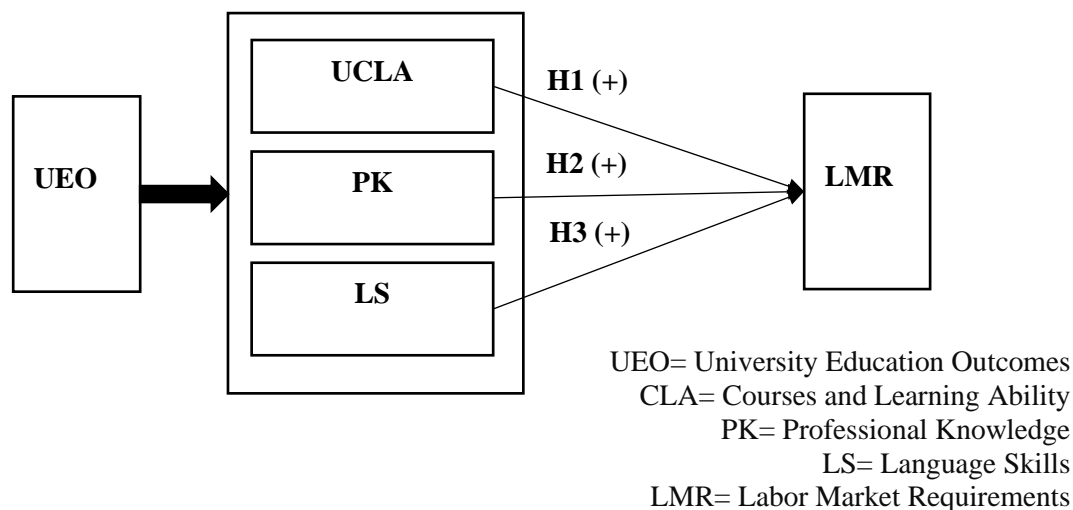 UCLA
H1 (+)
UEO
PK
H2 (+)
LMR
H3 (+)
LS
UEO= University Education Outcomes
CLA= Courses and Learning Ability
PK= Professional Knowledge
LS= Language Skills
LMR= Labor Market Requirements